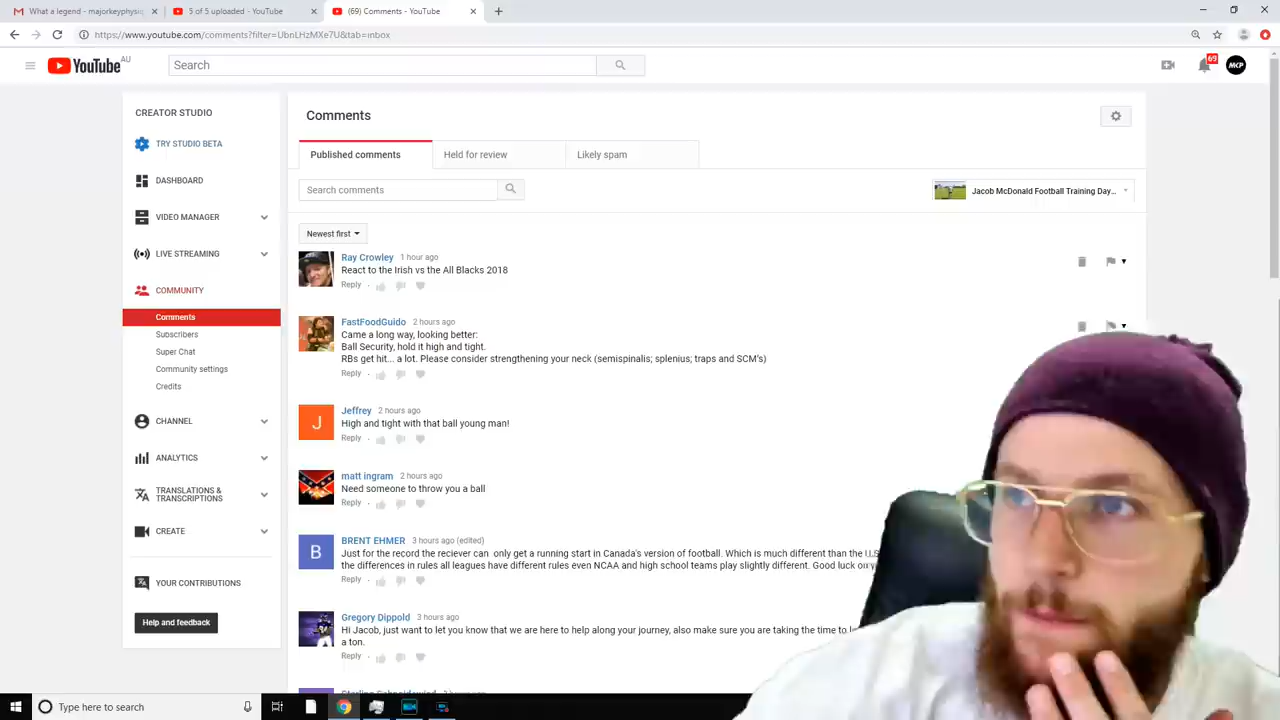 What a legend - majorkeyphysiq
5 of 5 uploaded - YouTube
(69) Comments - YouTube
https://www.youtube.com/comments?filter=UbnLHzMXe7U&tab=inbox
YouTube AU
Search
69
MKP
CREATOR STUDIO
TRY STUDIO BETA
DASHBOARD
VIDEO MANAGER
LIVE STREAMING
COMMUNITY
Comments
Subscribers
Super Chat
Community settings
Credits
CHANNEL
ANALYTICS
TRANSLATIONS &
TRANSCRIPTIONS
CREATE
YOUR CONTRIBUTIONS
Help and feedback
Comments
Published comments
Held for review
Likely spam
Search comments
Jacob McDonald Football Training Day...
Newest first
Ray Crowley 1 hour ago
React to the Irish vs the All Blacks 2018
Reply
FastFoodGuido 2 hours ago
Came a long way, looking better:
Ball Security, hold it high and tight.
RBs get hit... a lot. Please consider strengthening your neck (semispinalis; splenius; traps and SCM's)
Reply
J
Jeffrey 2 hours ago
High and tight with that ball young man!
Reply
matt ingram 2 hours ago
Need someone to throw you a ball
Reply
B
BRENT EHMER 3 hours ago (edited)
Just for the record the reciever can only get a running start in Canada's version of football. Which is much different than the U.S
the differences in rules all leagues have different rules even NCAA and high school teams play slightly different. Good luck on
Reply
Gregory Dippold 3 hours ago
Hi Jacob, just want to let you know that we are here to help along your journey, also make sure you are taking the time to
a ton.
Reply
Type here to search